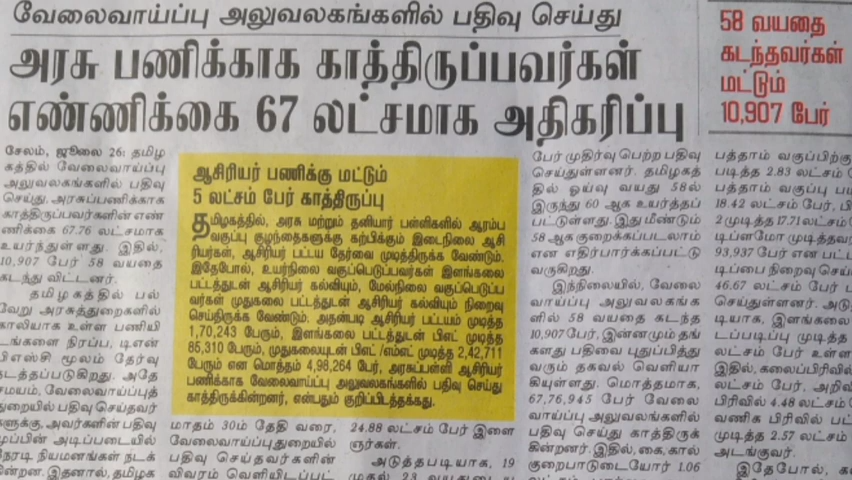 வேலைவாய்ப்பு அலுவலகங்களில் பதிவு செய்து
அரசு பணிக்காக காத்திருப்பவர்கள்
எண்ணிக்கை 67 லட்சமாக அதிகரிப்பு
58 வயதை
கடந்தவர்கள்
மட்டும்
10,907 பேர்
சேலம், ஜூலை 26: தமிழ
கத்தில் வேலைவாய்ப்பு
அலுவலகங்களில் பதிவு
செய்து, அரசுப்பணிக்காக
காத்திருப்பவர்களின் எண்
ணிக்கை 67.76 லட்சமாக
உயர்ந்துள்ளது. இதில்,
10,907 பேர் 58 வயதை
கடந்து விட்டனர்.
தமிழகத்தில் பல்
வேறு அரசுத்துறைகளில்
காலியாக உள்ள பணியி
டங்களை நிரப்ப, டிஎன்
பிஎஸ்சி மூலம் தேர்வு
நடத்தப்படுகிறது. அதே
சமயம், வேலைவாய்ப்புத்
துறையில் பதிவு செய்தவர்
களுக்கு, அவர்களின் பதிவு
மூப்பின் அடிப்படையில்
நேரடி நியமனங்கள் நடக்
கின்றன. இதனால், தமிழக
ஆசிரியர் பணிக்கு மட்டும்
5 லட்சம் பேர் காத்திருப்பு
தமிழகத்தில், அரசு மற்றும் தனியார் பள்ளிகளில் ஆரம்ப
வகுப்பு குழந்தைகளுக்கு கற்பிக்கும் இடைநிலை ஆசி
ரியர்கள், ஆசிரியர் பட்டய தேர்வை முடித்திருக்க வேண்டும்.
இதேபோல், உயர்நிலை வகுப்பெடுப்பவர்கள் இளங்கலை
பட்டத்துடன் ஆசிரியர் கல்வியும், மேல்நிலை வகுப்பெடுப்ப
வர்கள் முதுகலை பட்டத்துடன் ஆசிரியர் கல்வியும் நிறைவு
செய்திருக்க வேண்டும். அதன்படி ஆசிரியர் பட்டயம் முடித்த
1,70,243 பேரும், இளங்கலை பட்டத்துடன் பிஎட் முடித்த
85,310 பேரும், முதுகலையுடன் பிஎட் /எம்எட் முடித்த 2,42,711
பேரும் என மொத்தம் 4,98,264 பேர், அரசுப்பள்ளி ஆசிரியர்
பணிக்காக வேலைவாய்ப்பு அலுவலகங்களில் பதிவு செய்து
காத்திருக்கின்றனர், என்பதும் குறிப்பிடத்தக்கது.
மாதம் 30ம் தேதி வரை,
வேலைவாய்ப்புதுறையில்
பதிவு செய்தவர்களின்
விவரம் வெளியிடப்பட்
24.88 லட்சம் பேர் இளை
ஞர்கள்.
அடுத்தபடியாக, 19
முதல் 23 வயதுடைய
பேர் முதிர்வு பெற்ற பதிவு
செய்துள்ளனர். தமிழகத்
தில் ஓய்வு வயது 58ல்
இருந்து 60 ஆக உயர்த்தப்
பட்டுள்ளது. இது மீண்டும்
58 ஆக குறைக்கப்படலாம்
என எதிர்பார்க்கப்பட்டு
வருகிறது.
இந்நிலையில், வேலை
வாய்ப்பு அலுவலகங்க
ளில் 58 வயதை கடந்த
10,907 பேர், இன்னமும் தங்
களது பதிவை புதுப்பித்து
வரும் தகவல் வெளியா
கியுள்ளது. மொத்தமாக,
67,76,945 பேர் வேலை
வாய்ப்பு அலுவலகங்களில்
பதிவு செய்து காத்திருக்
கின்றனர். இதில், கை, கால்
குறைபாடுடையோர் 1.06
பத்தாம் வகுப்பிற்கு
படித்த 2.83 லட்சம்
பத்தாம் வகுப்பு
18.42 லட்சம் பேர்,
2 முடித்த 17.71 லட்சம்
டிப்ளமோ முடித்தவர்
93,937 பேர் என
டிப்பை நிறைவு செய்
46.67 லட்சம் பேர்
செய்துள்ளனர்.
டியாக, இளங்கலை
டப்படிப்பு முடித்த
லட்சம் பேர் உள்ள
இதில், கலைப்பிரிவில்
லட்சம் பேர்,
பிரிவில் 4.48 லட்சம்
வணிக பிரிவில்
முடித்த 2.57 லட்சம்
அடங்குவர்.
இதேபோல்,